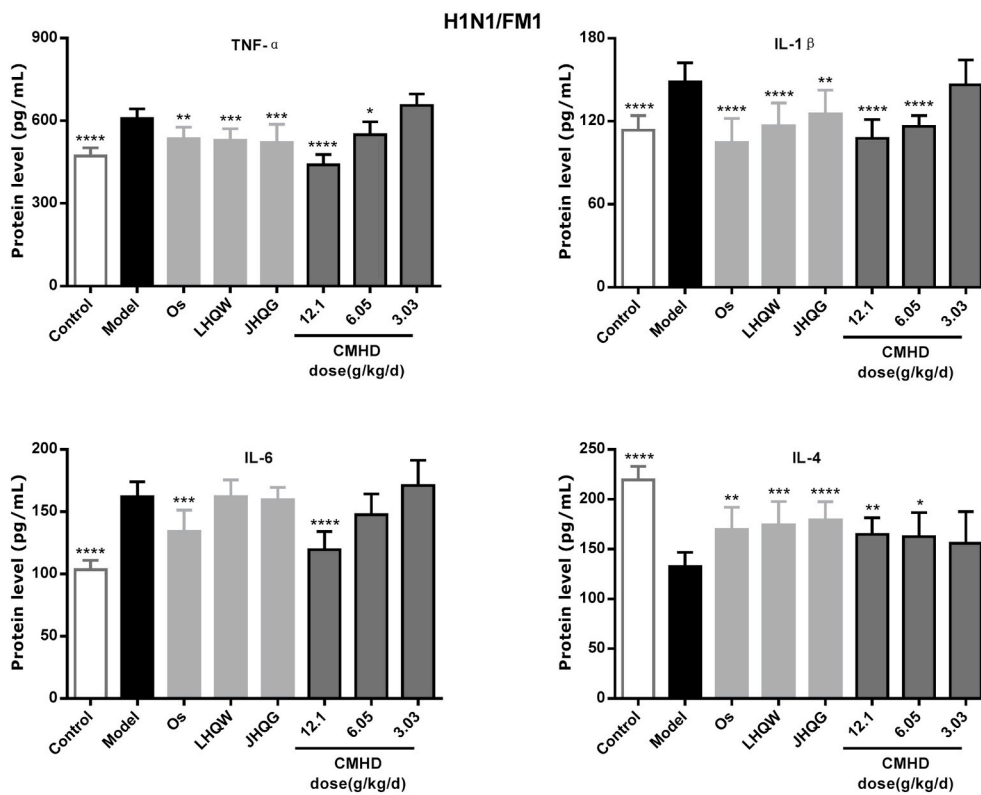 H1N1/FM1
TNF-α
Protein level (pg/mL)
900
600
300
0
****
**
***
***
****
*
Control
Model
Os
LHQW
JHQG
12.1
6.05
3.03
CMHD
dose(g/kg/d)
IL-1β
Protein level (pg/mL)
180
120
60
0
****
****
****
**
****
****
Control
Model
Os
LHQW
JHQG
12.1
6.05
3.03
CMHD
dose(g/kg/d)
IL-6
Protein level (pg/mL)
200
150
100
50
0
****
***
****
Control
Model
Os
LHQW
JHQG
12.1
6.05
3.03
CMHD
dose(g/kg/d)
IL-4
Protein level (pg/mL)
250
200
150
100
50
0
****
**
***
****
**
*
Control
Model
Os
LHQW
JHQG
12.1
6.05
3.03
CMHD
dose(g/kg/d)